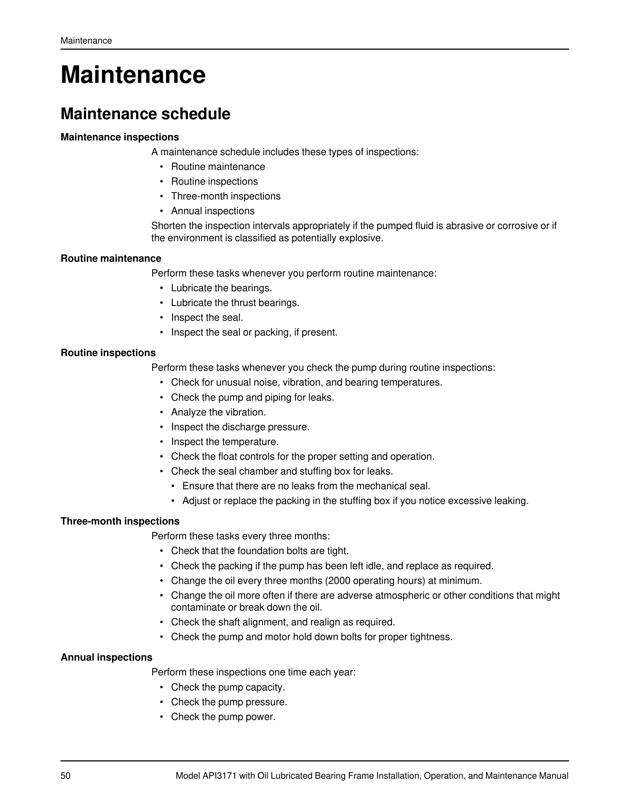 Maintenance
Maintenance
Maintenance schedule
Maintenance inspections
A maintenance schedule includes these types of inspections:
• Routine maintenance
• Routine inspections
• Three-month inspections
• Annual inspections
Shorten the inspection intervals appropriately if the pumped fluid is abrasive or corrosive or if
the environment is classified as potentially explosive.
Routine maintenance
Perform these tasks whenever you perform routine maintenance:
• Lubricate the bearings.
• Lubricate the thrust bearings.
• Inspect the seal.
• Inspect the seal or packing, if present.
Routine inspections
Perform these tasks whenever you check the pump during routine inspections:
• Check for unusual noise, vibration, and bearing temperatures.
• Check the pump and piping for leaks.
• Analyze the vibration.
• Inspect the discharge pressure.
• Inspect the temperature.
• Check the float controls for the proper setting and operation.
• Check the seal chamber and stuffing box for leaks.
• Ensure that there are no leaks from the mechanical seal.
• Adjust or replace the packing in the stuffing box if you notice excessive leaking.
Three-month inspections
Perform these tasks every three months:
• Check that the foundation bolts are tight.
• Check the packing if the pump has been left idle, and replace as required.
• Change the oil every three months (2000 operating hours) at minimum.
• Change the oil more often if there are adverse atmospheric or other conditions that might
contaminate or break down the oil.
• Check the shaft alignment, and realign as required.
• Check the pump and motor hold down bolts for proper tightness.
Annual inspections
Perform these inspections one time each year:
• Check the pump capacity.
• Check the pump pressure.
• Check the pump power.
50 Model API3171 with Oil Lubricated Bearing Frame Installation, Operation, and Maintenance Manual